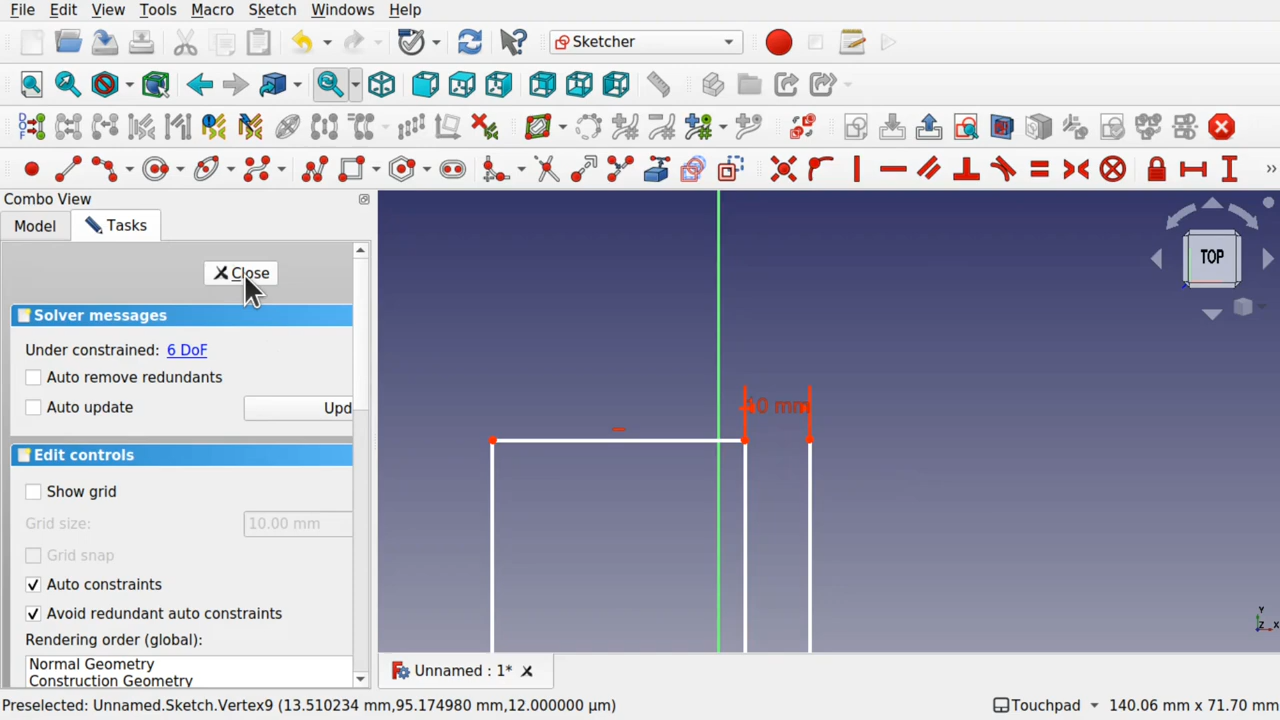 File Edit View Tools Macro Sketch Windows Help
Sketcher
DOF
»
Combo View
Model Tasks
Close
Solver messages
Under constrained: 6 DoF
Auto remove redundants
Auto update Upd
Edit controls
Show grid
Grid size: 10.00 mm
Grid snap
Auto constraints
Avoid redundant auto constraints
Rendering order (global):
Normal Geometry
Construction Geometry
TOP
10 mm
Y
Z X
Unnamed : 1*
Preselected: Unnamed.Sketch.Vertex9 (13.510234 mm,95.174980 mm,12.000000 µm)
Touchpad 140.06 mm x 71.70 mm